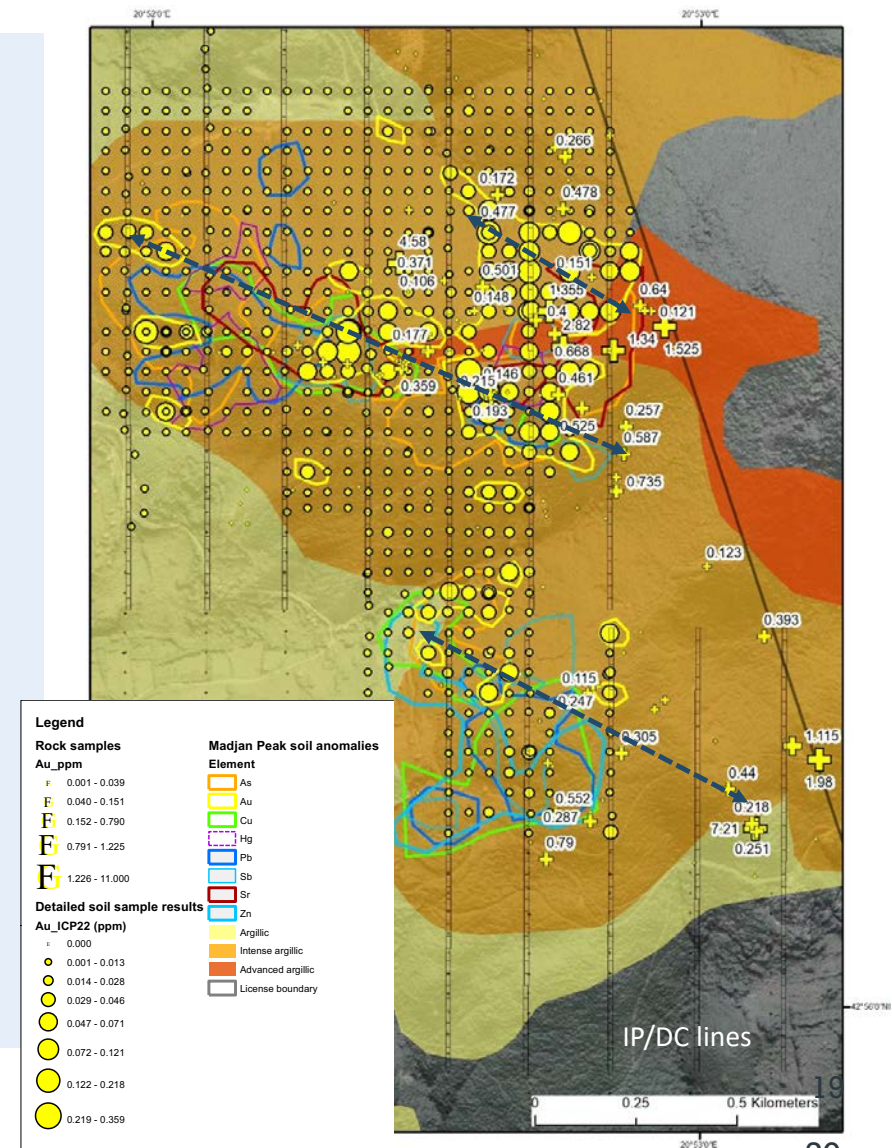 20°52'0"E
20°53'0"E
0.266
0.172
0.478
0.477
4.58
0.371
0.151
0.106
0.501
0.64
1.355
0.148
0.121
0.4
2.82
1.34
0.177
1.525
0.668
0.146
0.215
0.461
0.359
0.193
0.257
0.525
0.587
0.735
0.123
0.393
0.115
0.247
0.305
1.115
0.44
1.98
0.552
0.218
0.287
7.21
0.251
0.79
Legend
Rock samples
Au_ppm
F 0.001 - 0.039
F 0.040 - 0.151
F 0.152 - 0.790
F 0.791 - 1.225
F 1.226 - 11.000
Detailed soil sample results
Au_ICP22 (ppm)
0.000
0.001 - 0.013
0.014 - 0.028
0.029 - 0.046
0.047 - 0.071
0.072 - 0.121
0.122 - 0.218
0.219 - 0.359
Madjan Peak soil anomalies
Element
As
Au
Cu
Hg
Pb
Sb
Sr
Zn
Argillic
Intense argillic
Advanced argillic
License boundary
42°56'0"N
IP/DC lines
19
0 0.25 0.5 Kilometers
20°53'0"E